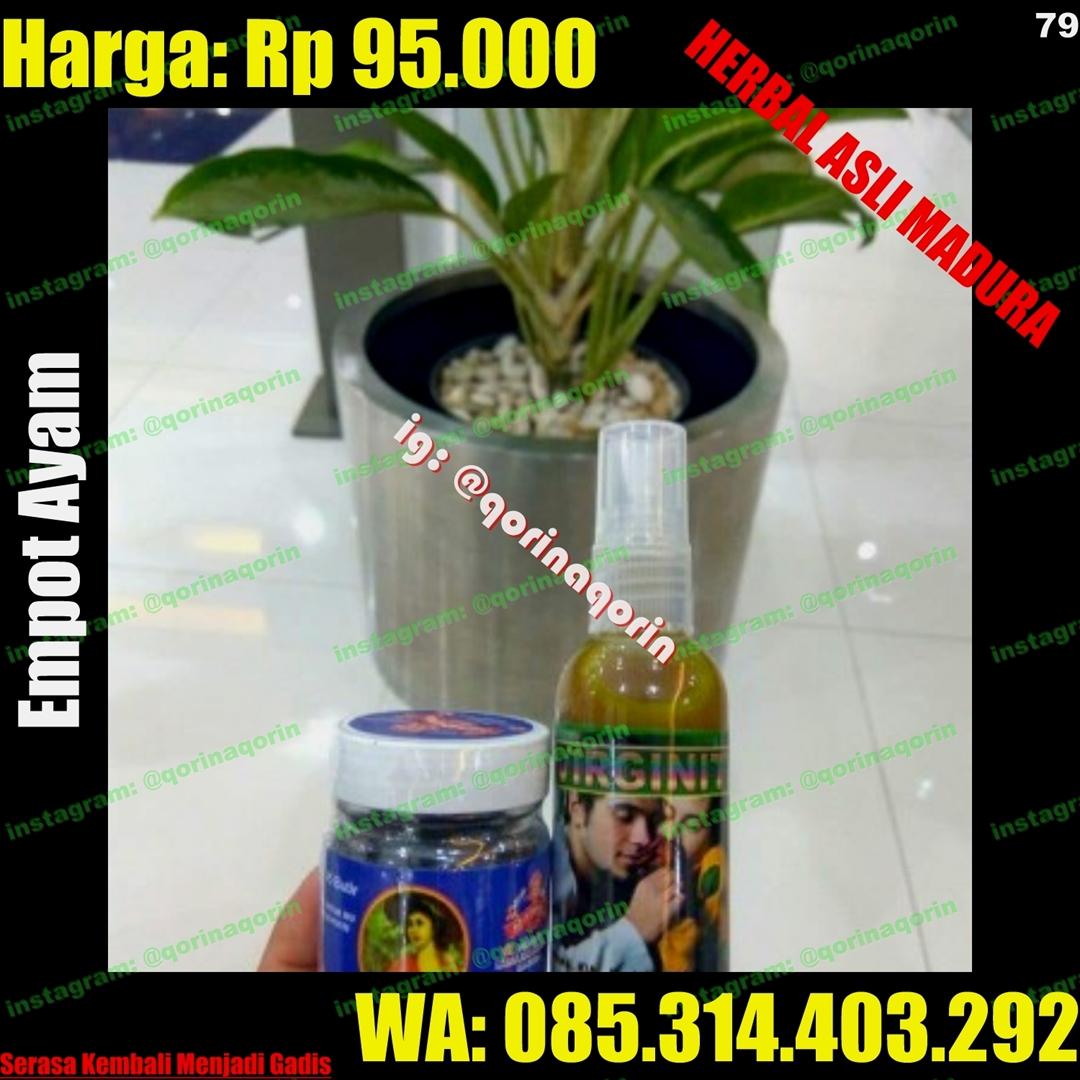 Harga: Rp 95.000
79
HERBAL ASLI MADURA
Empot Ayam
ig: @qorinaqorin
instagram: @qorinaqorin
VIRGINIT
Serasa Kembali Menjadi Gadis
WA: 085.314.403.292